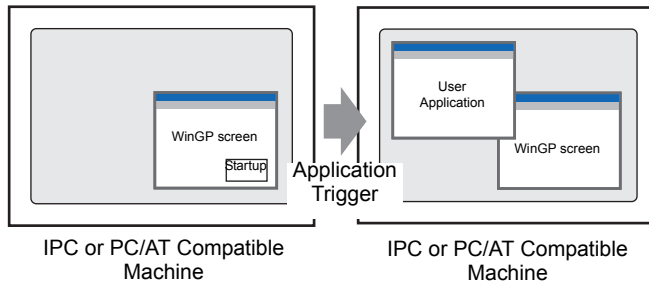 WinGP screen
Startup
Application
Trigger
User
Application
WinGP screen
IPC or PC/AT Compatible
Machine
IPC or PC/AT Compatible
Machine